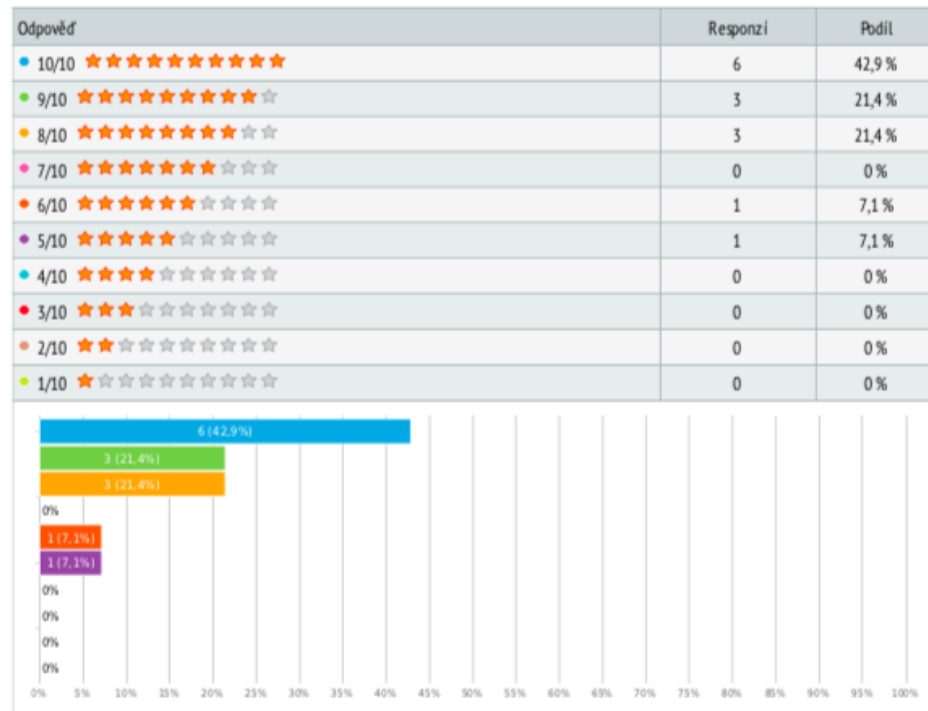 Odpověď Responzí Podíl
10/10 6 42,9 %
9/10 3 21,4 %
8/10 3 21,4 %
7/10 0 0 %
6/10 1 7,1 %
5/10 1 7,1 %
4/10 0 0 %
3/10 0 0 %
2/10 0 0 %
1/10 0 0 %
6 (42,9%)
3 (21,4%)
3 (21,4%)
0%
1 (7,1%)
1 (7,1%)
0%
0%
0%
0%
0% 5% 10% 15% 20% 25% 30% 35% 40% 45% 50% 55% 60% 65% 70% 75% 80% 85% 90% 95% 100%